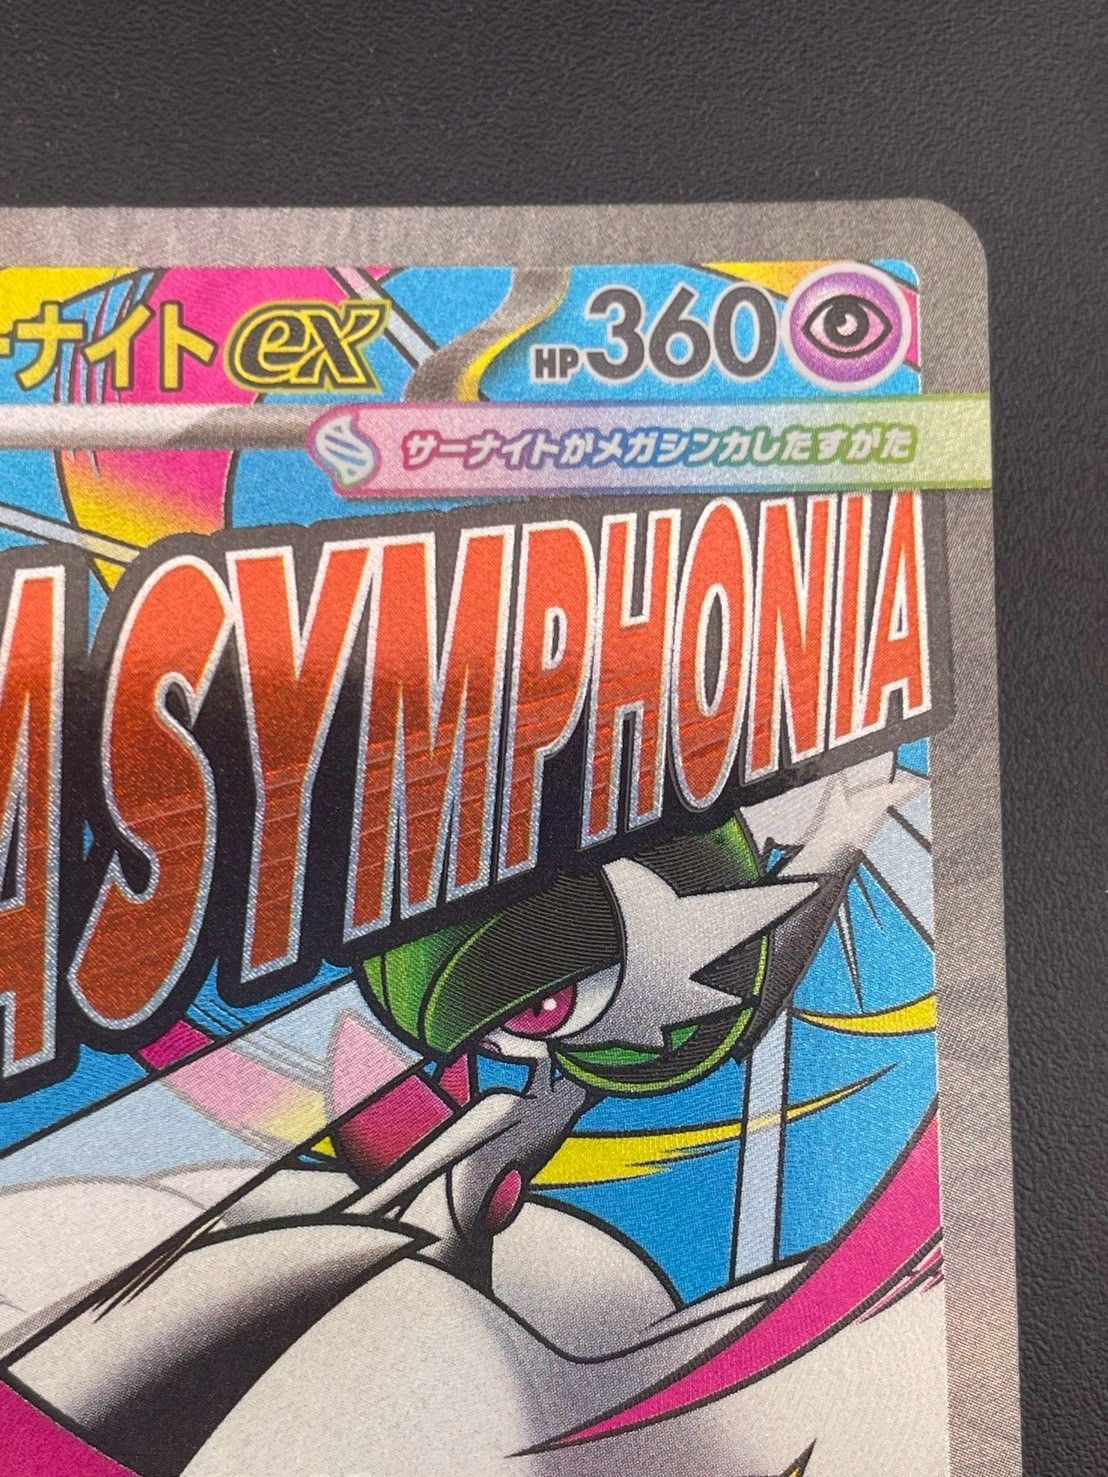 ーナイトex HP360
サーナイトがメガシンカしたすがた
A SYMPHONIA